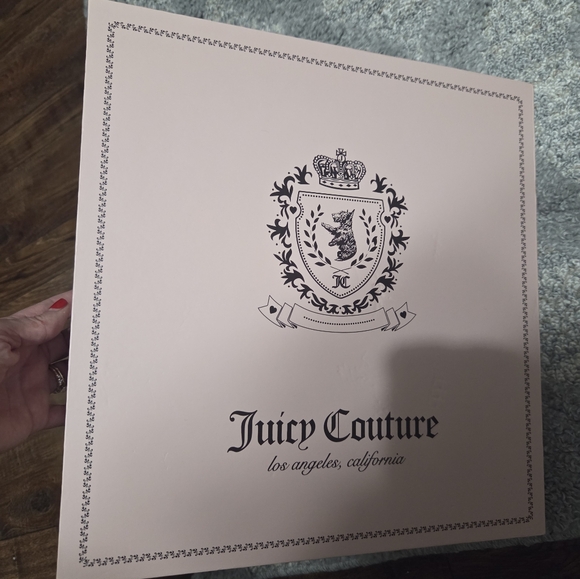 JC
Juicy Couture
los angeles, california